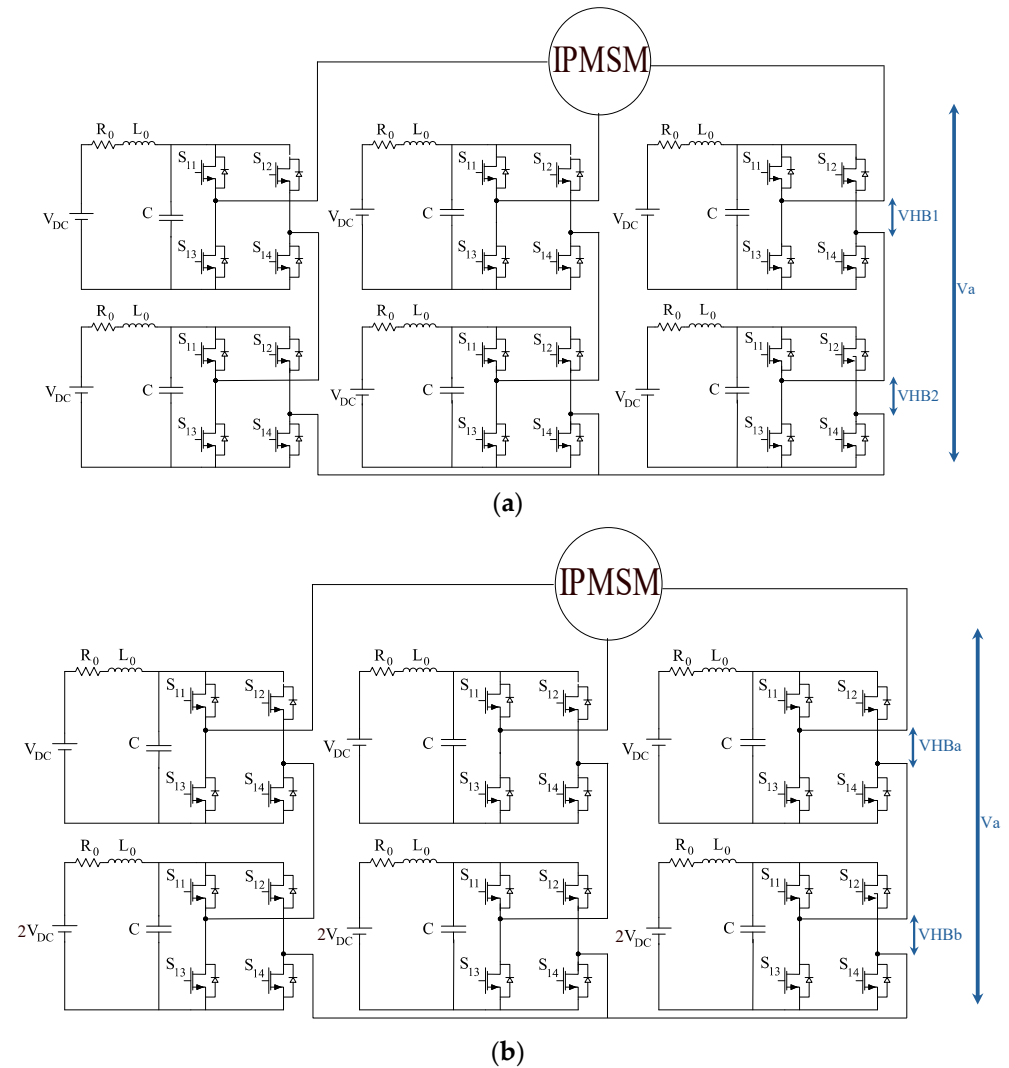 IPMSM
R0 L0 R0 L0 R0 L0
S11 S12 S11 S12 S11 S12
VDC C VDC C VDC C VHB1
S13 S14 S13 S14 S13 S14
Va
R0 L0 R0 L0 R0 L0
S11 S12 S11 S12 S11 S12
VDC C VDC C VDC C VHB2
S13 S14 S13 S14 S13 S14
(a)
IPMSM
R0 L0 R0 L0 R0 L0
S11 S12 S11 S12 S11 S12
VDC C VDC C VDC C VHBa
S13 S14 S13 S14 S13 S14
Va
R0 L0 R0 L0 R0 L0
S11 S12 S11 S12 S11 S12
2VDC C 2VDC C 2VDC C VHBb
S13 S14 S13 S14 S13 S14
(b)